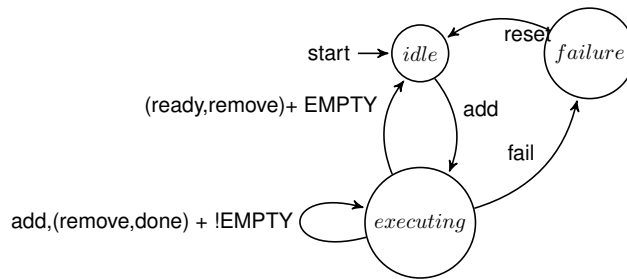 reset
start
idle
failure
(ready,remove)+ EMPTY
add
fail
add,(remove,done) + !EMPTY
executing